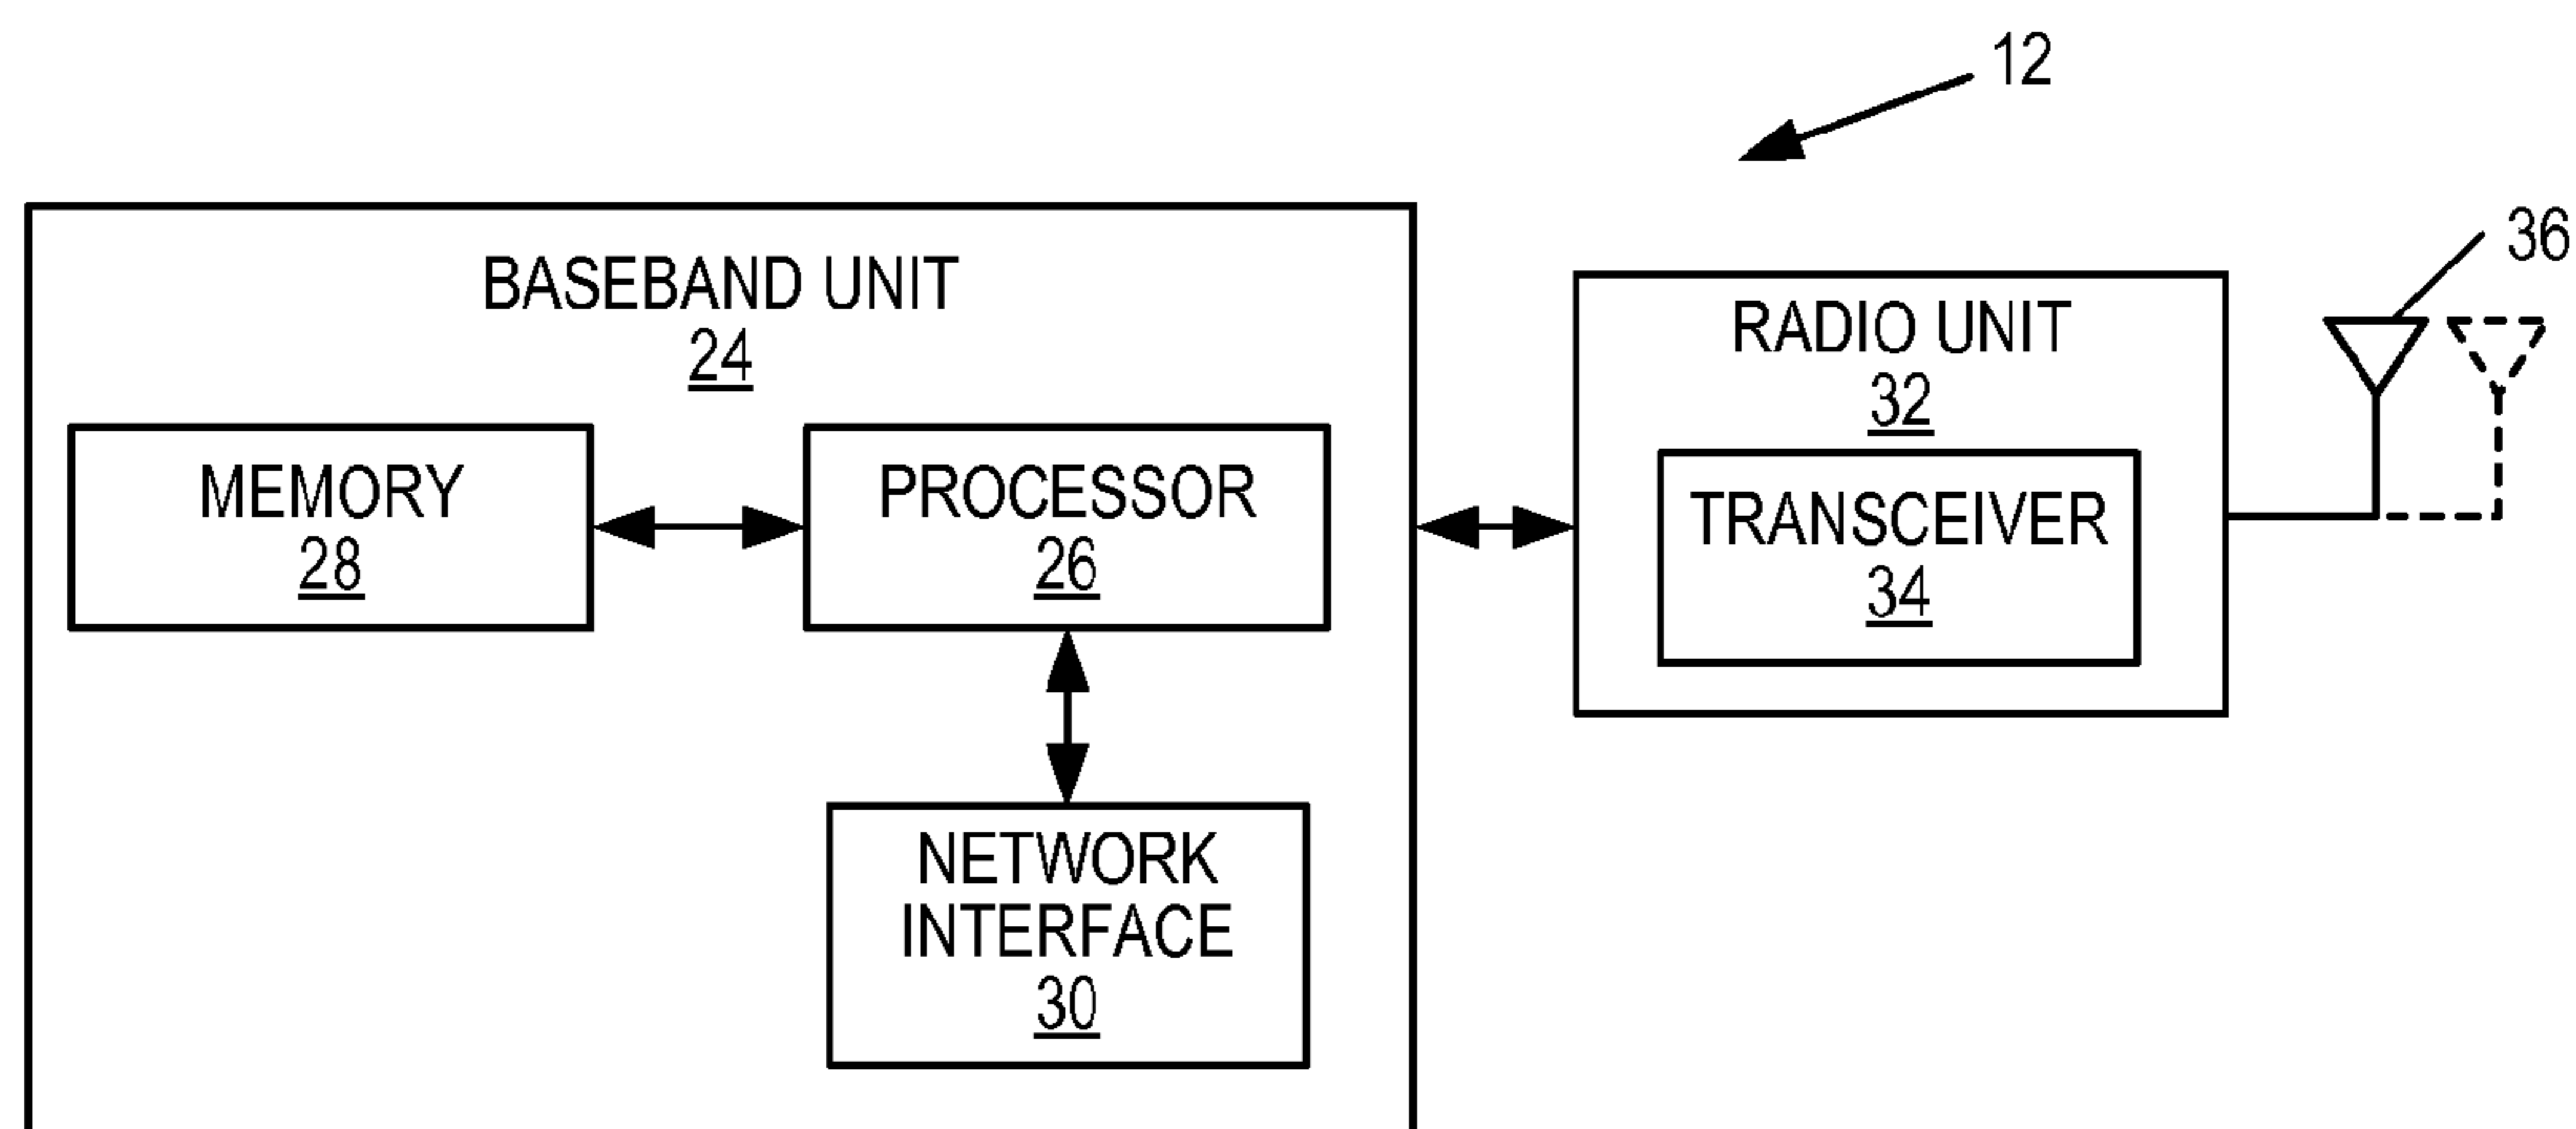 12
36
BASEBAND UNIT
24
RADIO UNIT
32
MEMORY
28
PROCESSOR
26
TRANSCEIVER
34
NETWORK
INTERFACE
30